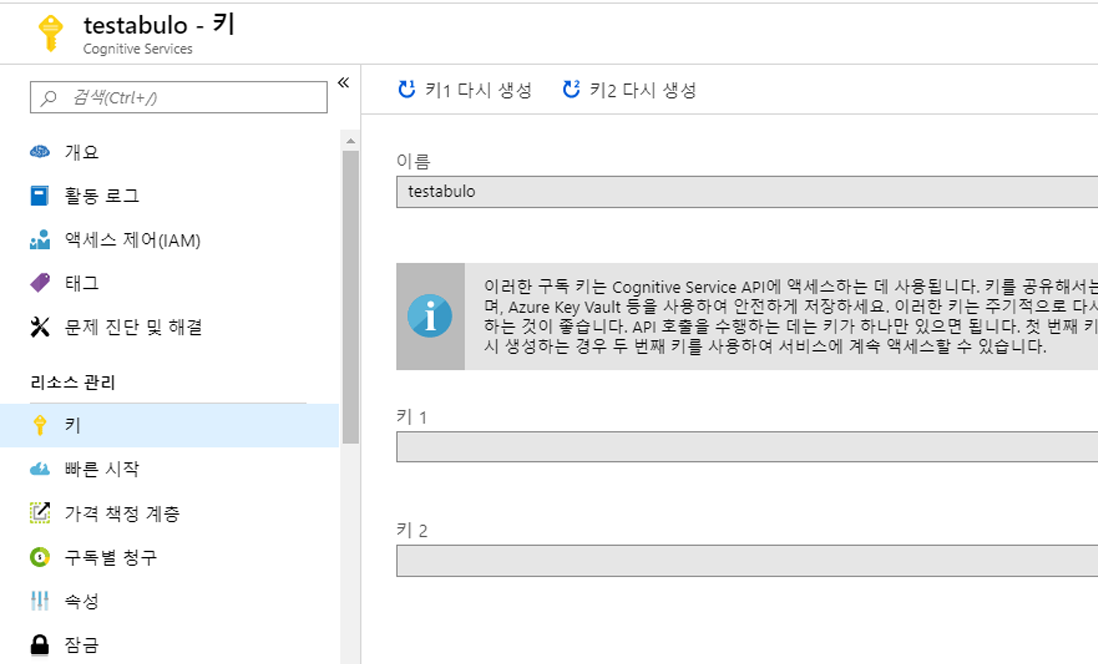 testabulo - 키
Cognitive Services
검색(Ctrl+/)
«
개요
활동 로그
액세스 제어(IAM)
태그
문제 진단 및 해결
리소스 관리
키
빠른 시작
가격 책정 계층
구독별 청구
속성
잠금
1 키1 다시 생성 2 키2 다시 생성
이름
testabulo
이러한 구독 키는 Cognitive Service API에 액세스하는 데 사용됩니다. 키를 공유해서는
며, Azure Key Vault 등을 사용하여 안전하게 저장하세요. 이러한 키는 주기적으로 다시
하는 것이 좋습니다. API 호출을 수행하는 데는 키가 하나만 있으면 됩니다. 첫 번째 키
시 생성하는 경우 두 번째 키를 사용하여 서비스에 계속 액세스할 수 있습니다.
키 1
키 2